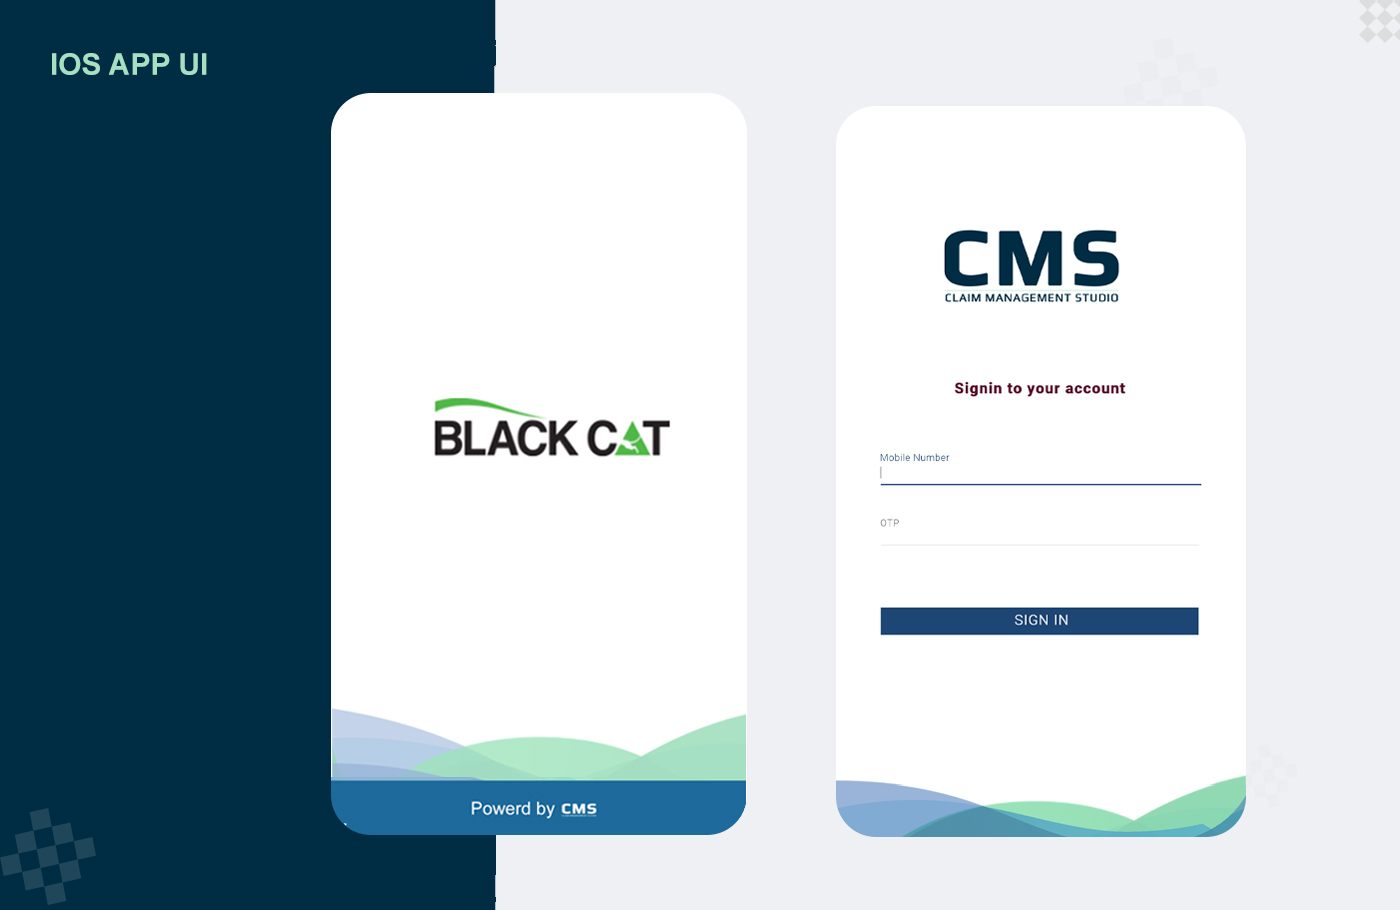 IOS APP UI
BLACK CAT
Powerd by CMS
CMS
CLAIM MANAGEMENT STUDIO
Signin to your account
Mobile Number
OTP
SIGN IN